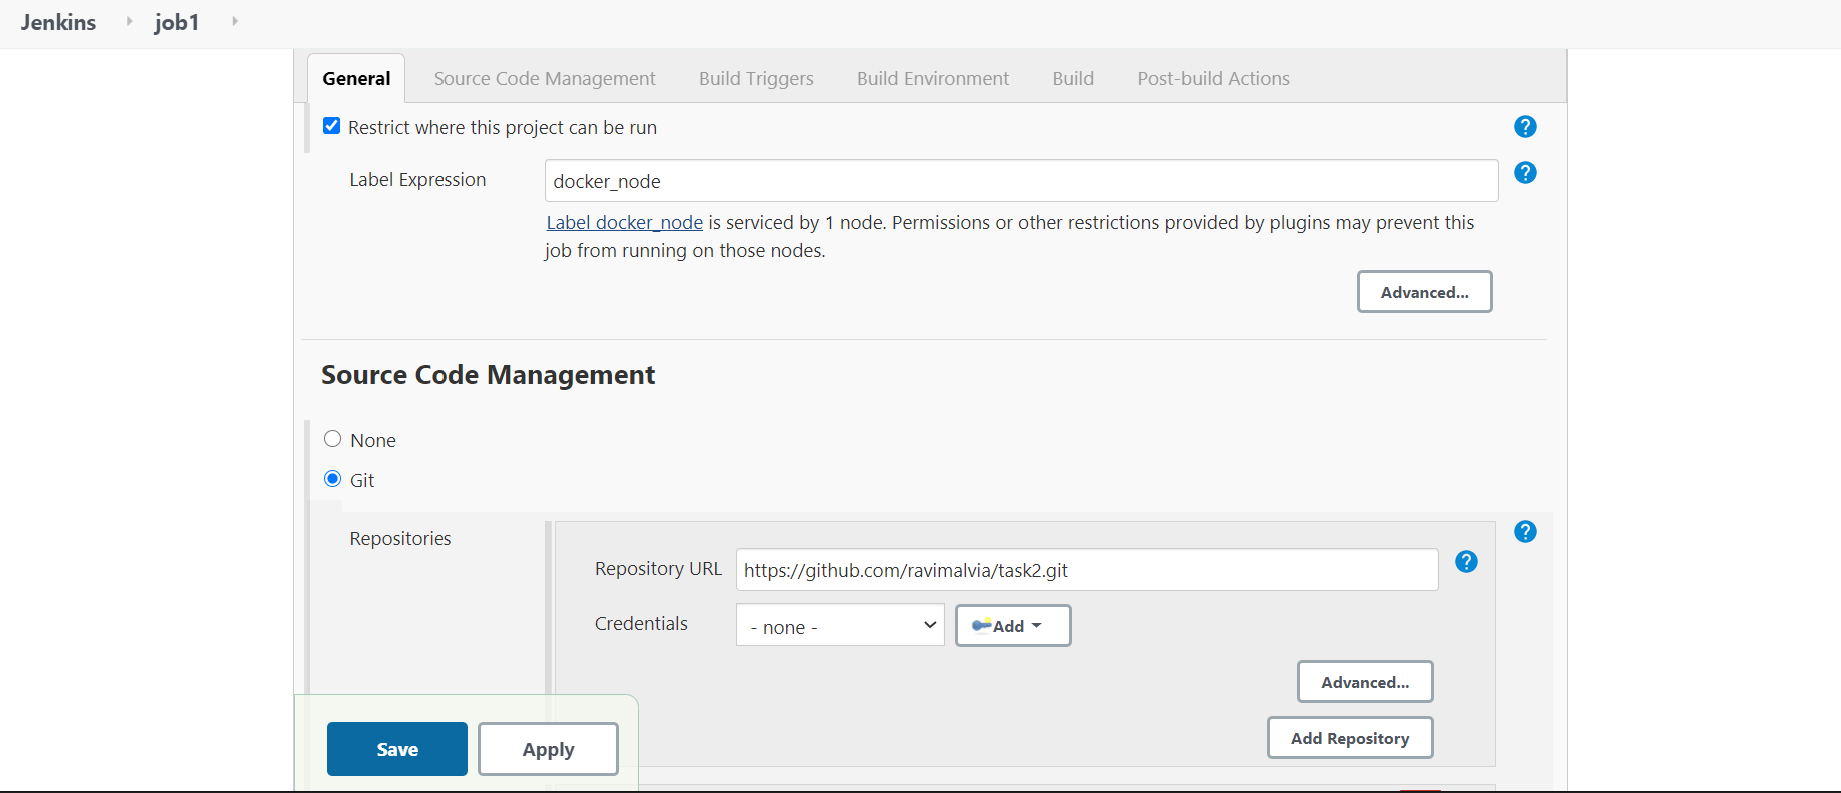 Jenkins job1
General Source Code Management Build Triggers Build Environment Build Post-build Actions
Restrict where this project can be run
?
Label Expression
docker_node
?
Label docker_node is serviced by 1 node. Permissions or other restrictions provided by plugins may prevent this
job from running on those nodes.
Advanced...
Source Code Management
None
Git
Repositories
?
Repository URL
https://github.com/ravimalvia/task2.git
?
Credentials
- none -
Add
Advanced...
Add Repository
Save
Apply